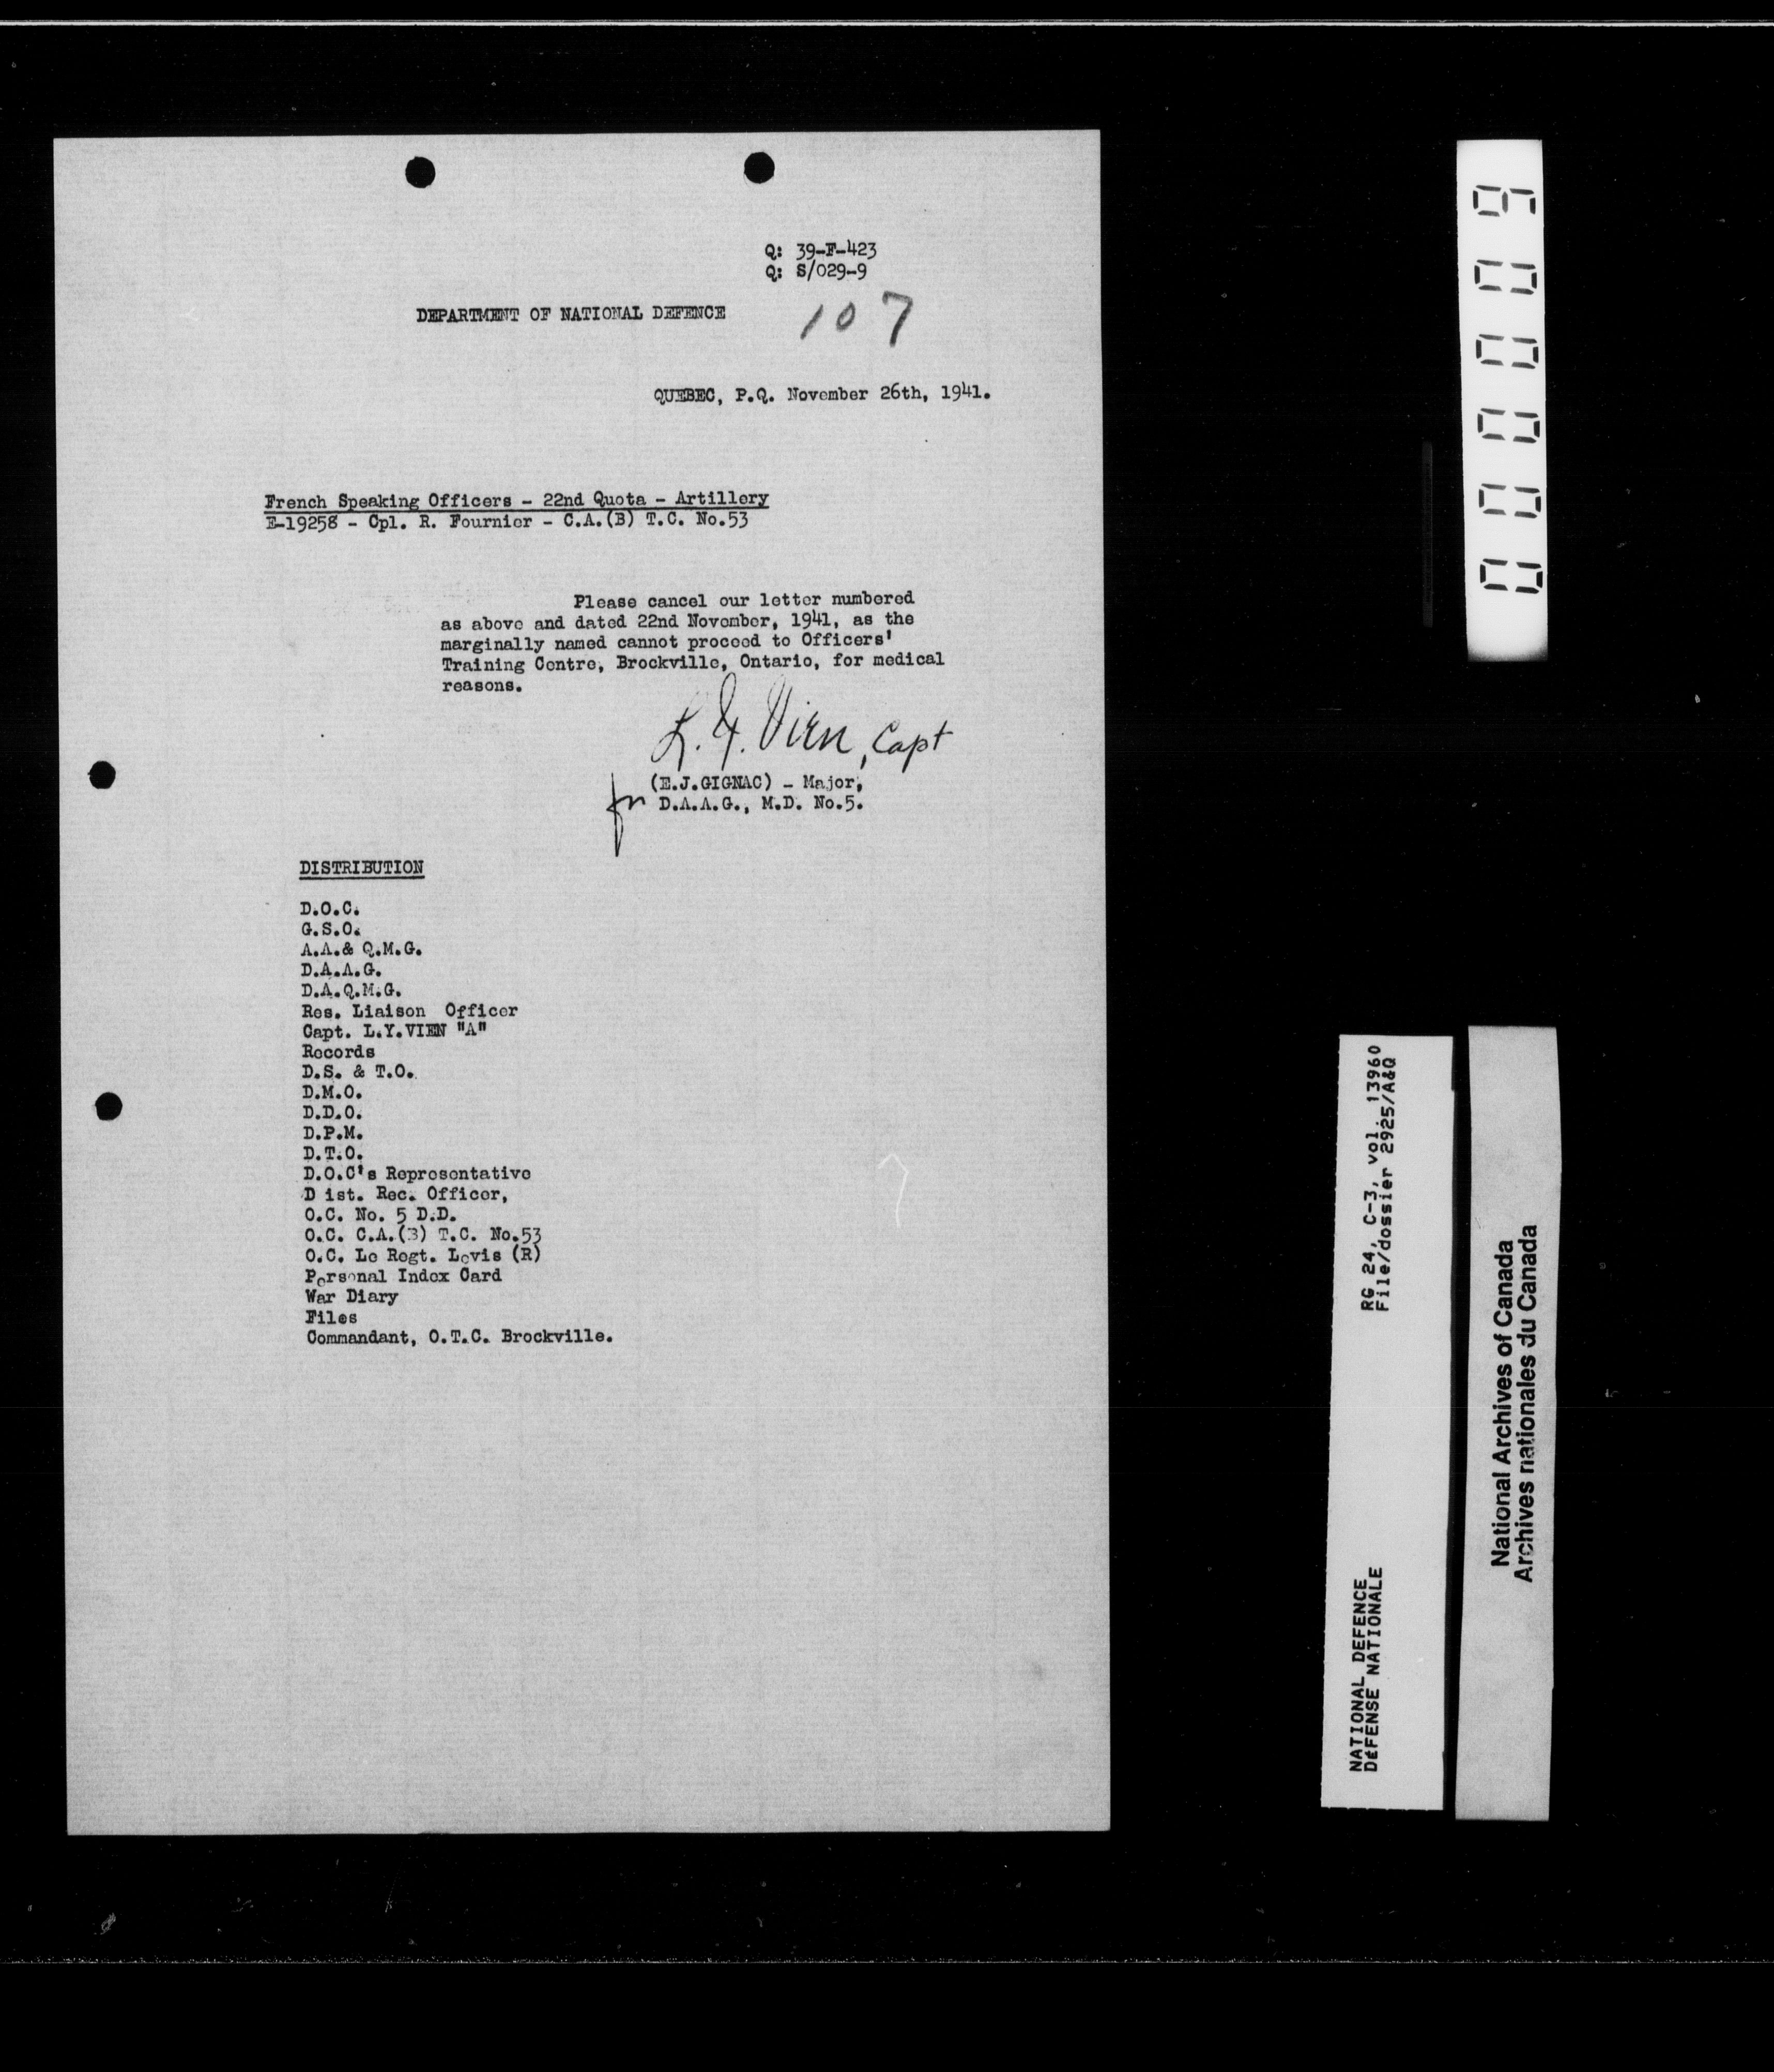 Q: 39-F-423
Q: S/029-9
107
DEPARTMENT OF NATIONAL DEFENCE
QUEBEC, P.Q. November 26th, 1941.
French Speaking Officers - 22nd Quota - Artillery
E-19258 - Cpl. R. Fournier - C.A.(B) T.C. No.53
Please cancel our letter numbered
as above and dated 22nd November, 1941, as the
marginally named cannot proceed to Officers'
Training Centre, Brockville, Ontario, for medical
reasons.
L. Y. Vien, Capt
(E.J.GIGNAC) - Major,
for D.A.A.G., M.D. No.5.
DISTRIBUTION
D.O.C.
G.S.O.
A.A.& Q.M.G.
D.A.A.G.
D.A.Q.M.G.
Res. Liaison Officer
Capt. L.Y.VIEN "A"
Records
D.S. & T.O.
D.M.O.
D.D.O.
D.P.M.
D.T.O.
D.O.C's Representative
D ist. Rec. Officer,
O.C. No. 5 D.D.
O.C. C.A.(B) T.C. No.53
O.C. Le Regt. Levis (R)
Personal Index Card
War Diary
Files
Commandant, O.T.C. Brockville.
000009
RG 24, C-3, vol. 13960
File/dossier 2925/A&Q
NATIONAL DEFENCE
DéFENSE NATIONALE
National Archives of Canada
Archives nationales du Canada